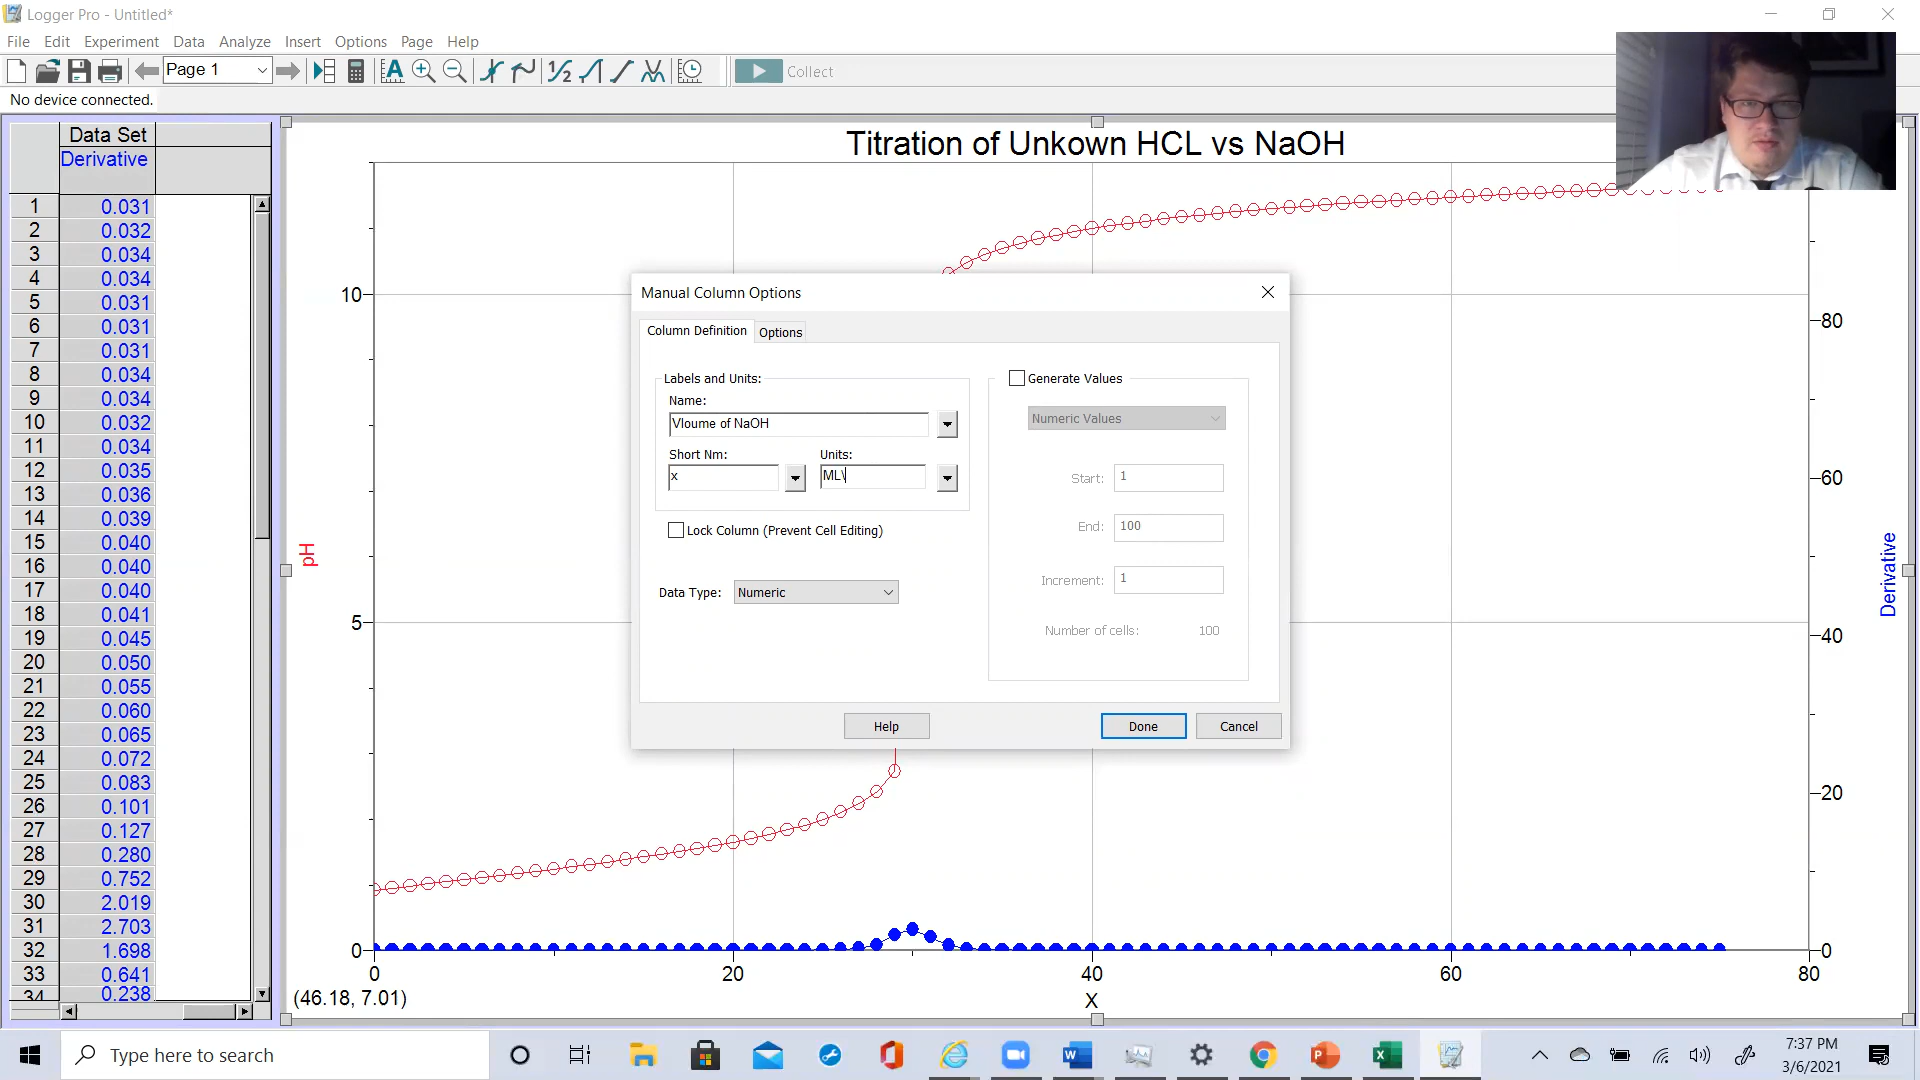 Logger Pro - Untitled*
File Edit Experiment Data Analyze Insert Options Page Help
Page 1
Collect
No device connected.
Data Set
Derivative
1 0.031
2 0.032
3 0.034
4 0.034
5 0.031
6 0.031
7 0.031
8 0.034
9 0.034
10 0.032
11 0.034
12 0.035
13 0.036
14 0.039
15 0.040
16 0.040
17 0.040
18 0.041
19 0.045
20 0.050
21 0.055
22 0.060
23 0.065
24 0.072
25 0.083
26 0.101
27 0.127
28 0.280
29 0.752
30 2.019
31 2.703
32 1.698
33 0.641
34 0.238
Titration of Unkown HCL vs NaOH
pH
10
5
0
0 20 40 60 80
X
(46.18, 7.01)
80
60
40
20
0
Derivative
Manual Column Options
Column Definition Options
Labels and Units:
Name:
Vloume of NaOH
Short Nm: Units:
x ML\
Lock Column (Prevent Cell Editing)
Data Type: Numeric
Generate Values
Numeric Values
Start: 1
End: 100
Increment: 1
Number of cells: 100
Help Done Cancel
Type here to search
7:37 PM
3/6/2021